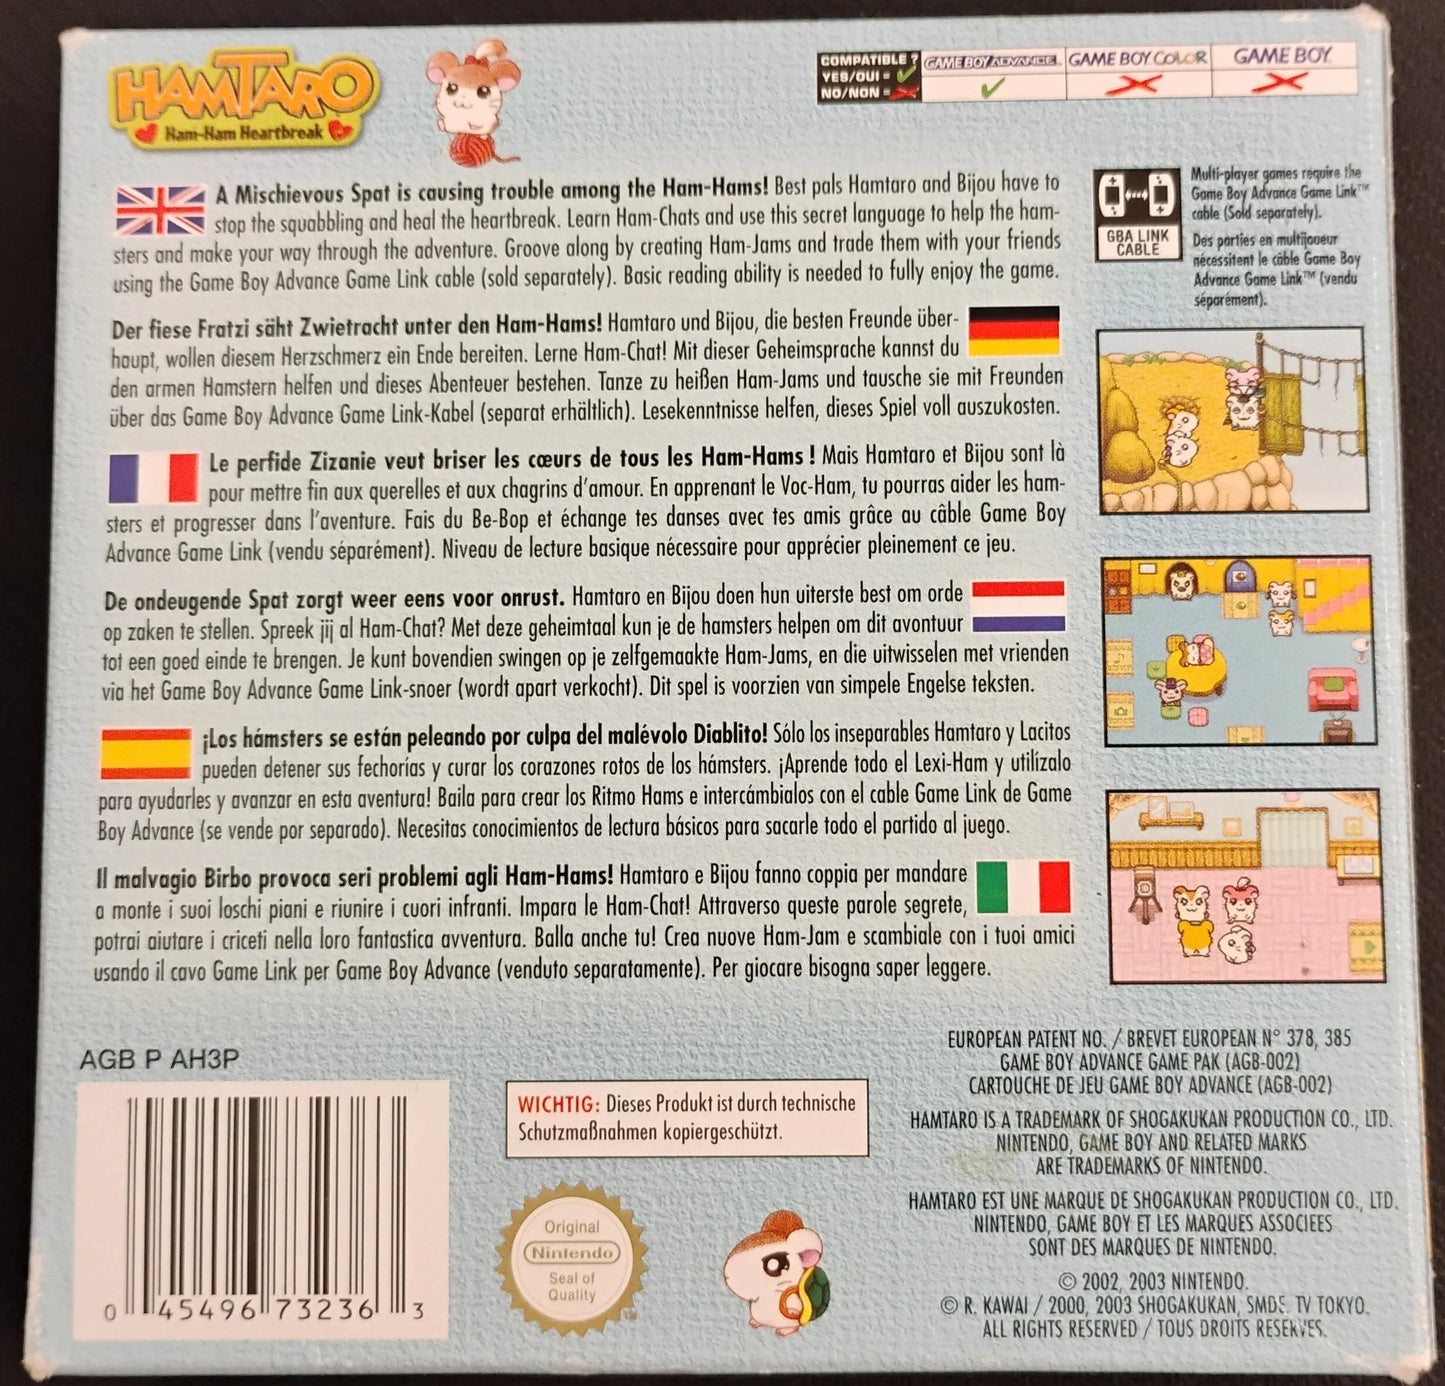 HAMTARO
Ham-Ham Heartbreak
COMPATIBLE ?
YES/OUI =
NO/NON =
GAME BOY ADVANCE
GAME BOY COLOR
GAME BOY
A Mischievous Spat is causing trouble among the Ham-Hams! Best pals Hamtaro and Bijou have to
stop the squabbling and heal the heartbreak. Learn Ham-Chats and use this secret language to help the ham-
sters and make your way through the adventure. Groove along by creating Ham-Jams and trade them with your friends
using the Game Boy Advance Game Link cable (sold separately). Basic reading ability is needed to fully enjoy the game.
GBA LINK
CABLE
Multi-player games require the
Game Boy Advance Game Link™
cable (Sold separately).
Des parties en multijoueur
nécessitent le câble Game Boy
Advance Game Link™ (vendu
séparément).
Der fiese Fratzi säht Zwietracht unter den Ham-Hams! Hamtaro und Bijou, die besten Freunde über-
haupt, wollen diesem Herzschmerz ein Ende bereiten. Lerne Ham-Chat! Mit dieser Geheimsprache kannst du
den armen Hamstern helfen und dieses Abenteuer bestehen. Tanze zu heißen Ham-Jams und tausche sie mit Freunden
über das Game Boy Advance Game Link-Kabel (separat erhältlich). Lesekenntnisse helfen, dieses Spiel voll auszukosten.
Le perfide Zizanie veut briser les cœurs de tous les Ham-Hams ! Mais Hamtaro et Bijou sont là
pour mettre fin aux querelles et aux chagrins d'amour. En apprenant le Voc-Ham, tu pourras aider les ham-
sters et progresser dans l'aventure. Fais du Be-Bop et échange tes danses avec tes amis grâce au câble Game Boy
Advance Game Link (vendu séparément). Niveau de lecture basique nécessaire pour apprécier pleinement ce jeu.
De ondeugende Spat zorgt weer eens voor onrust. Hamtaro en Bijou doen hun uiterste best om orde
op zaken te stellen. Spreek jij al Ham-Chat? Met deze geheimtaal kun je de hamsters helpen om dit avontuur
tot een goed einde te brengen. Je kunt bovendien swingen op je zelfgemaakte Ham-Jams, en die uitwisselen met vrienden
via het Game Boy Advance Game Link-snoer (wordt apart verkocht). Dit spel is voorzien van simpele Engelse teksten.
¡Los hámsters se están peleando por culpa del malévolo Diablito! Sólo los inseparables Hamtaro y Lacitos
pueden detener sus fechorías y curar los corazones rotos de los hámsters. ¡Aprende todo el Lexi-Ham y utilízalo
para ayudarles y avanzar en esta aventura! Baila para crear los Ritmo Hams e intercámbialos con el cable Game Link de Game
Boy Advance (se vende por separado). Necesitas conocimientos de lectura básicos para sacarle todo el partido al juego.
Il malvagio Birbo provoca seri problemi agli Ham-Hams! Hamtaro e Bijou fanno coppia per mandare
a monte i suoi loschi piani e riunire i cuori infranti. Impara le Ham-Chat! Attraverso queste parole segrete,
potrai aiutare i criceti nella loro fantastica avventura. Balla anche tu! Crea nuove Ham-Jam e scambiale con i tuoi amici
usando il cavo Game Link per Game Boy Advance (venduto separatamente). Per giocare bisogna saper leggere.
AGB P AH3P
0 45496 73236 3
WICHTIG: Dieses Produkt ist durch technische
Schutzmaßnahmen kopiergeschützt.
Original
Nintendo
Seal of
Quality
EUROPEAN PATENT NO. / BREVET EUROPEAN N° 378, 385
GAME BOY ADVANCE GAME PAK (AGB-002)
CARTOUCHE DE JEU GAME BOY ADVANCE (AGB-002)
HAMTARO IS A TRADEMARK OF SHOGAKUKAN PRODUCTION CO., LTD.
NINTENDO, GAME BOY AND RELATED MARKS
ARE TRADEMARKS OF NINTENDO.
HAMTARO EST UNE MARQUE DE SHOGAKUKAN PRODUCTION CO., LTD.
NINTENDO, GAME BOY ET LES MARQUES ASSOCIEES
SONT DES MARQUES DE NINTENDO.
© 2002, 2003 NINTENDO.
© R. KAWAI / 2000, 2003 SHOGAKUKAN, SMDE. TV TOKYO.
ALL RIGHTS RESERVED / TOUS DROITS RESERVES.